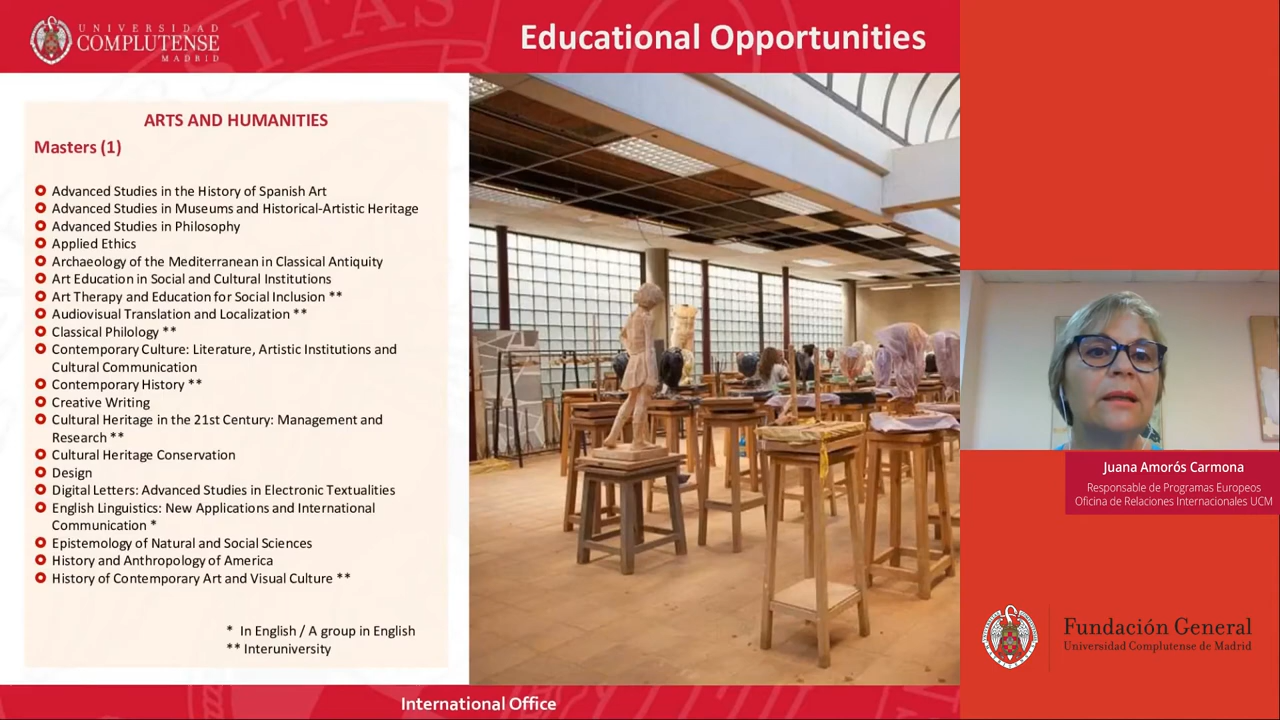 UNIVERSIDAD
COMPLUTENSE
MADRID
Educational Opportunities
ARTS AND HUMANITIES
Masters (1)
Advanced Studies in the History of Spanish Art
Advanced Studies in Museums and Historical-Artistic Heritage
Advanced Studies in Philosophy
Applied Ethics
Archaeology of the Mediterranean in Classical Antiquity
Art Education in Social and Cultural Institutions
Art Therapy and Education for Social Inclusion **
Audiovisual Translation and Localization **
Classical Philology **
Contemporary Culture: Literature, Artistic Institutions and
Cultural Communication
Contemporary History **
Creative Writing
Cultural Heritage in the 21st Century: Management and
Research **
Cultural Heritage Conservation
Design
Digital Letters: Advanced Studies in Electronic Textualities
English Linguistics: New Applications and International
Communication *
Epistemology of Natural and Social Sciences
History and Anthropology of America
History of Contemporary Art and Visual Culture **
* In English / A group in English
** Interuniversity
International Office
Juana Amorós Carmona
Responsable de Programas Europeos
Oficina de Relaciones Internacionales UCM
Fundación General
Universidad Complutense de Madrid